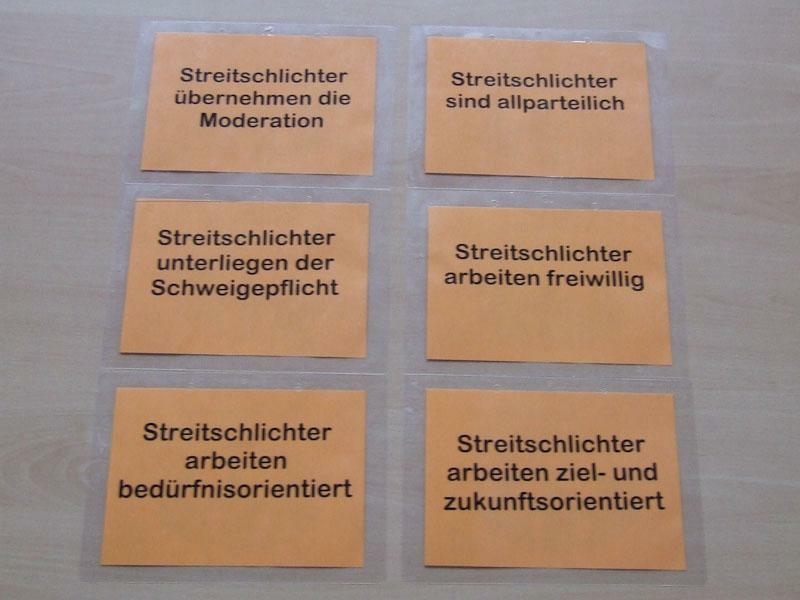 Streitschlichter
übernehmen die
Moderation
Streitschlichter
sind allparteilich
Streitschlichter
unterliegen der
Schweigepflicht
Streitschlichter
arbeiten freiwillig
Streitschlichter
arbeiten
bedürfnisorientiert
Streitschlichter
arbeiten ziel- und
zukunftsorientiert